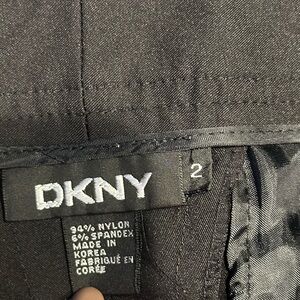 DKNY
2
94% NYLON
6% SPANDEX
MADE IN
KOREA
FABRIQUÉ EN
CORÉE